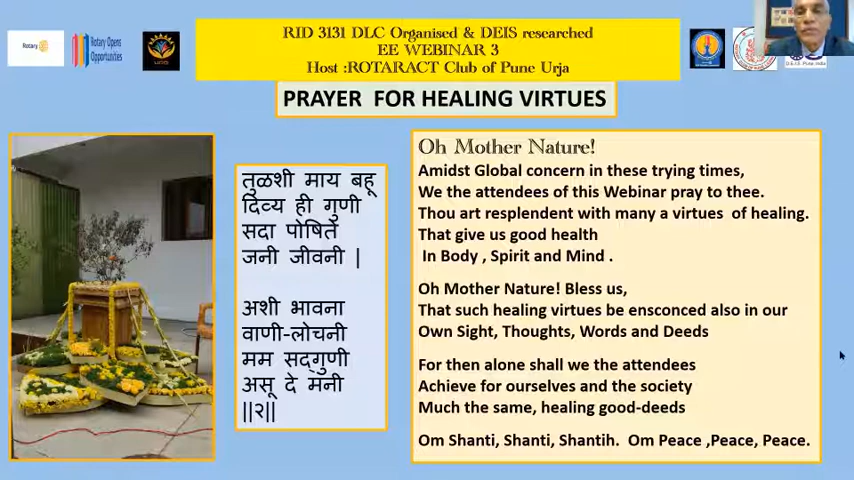 RID 3131 DLC Organised & DEIS researched
EE WEBINAR 3
Host :ROTARACT Club of Pune Urja
Rotary
Rotary Opens
Opportunities
D.E.I.S Pune India
PRAYER FOR HEALING VIRTUES
तुळशी माय बहू
दिव्य ही गुणी
सदा पोषिते
जनी जीवनी |
अशी भावना
वाणी-लोचनी
मम सद्गुणी
असू दे मनी
||२||
Oh Mother Nature!
Amidst Global concern in these trying times,
We the attendees of this Webinar pray to thee.
Thou art resplendent with many a virtues of healing.
That give us good health
In Body , Spirit and Mind .
Oh Mother Nature! Bless us,
That such healing virtues be ensconced also in our
Own Sight, Thoughts, Words and Deeds
For then alone shall we the attendees
Achieve for ourselves and the society
Much the same, healing good-deeds
Om Shanti, Shanti, Shantih. Om Peace ,Peace, Peace.